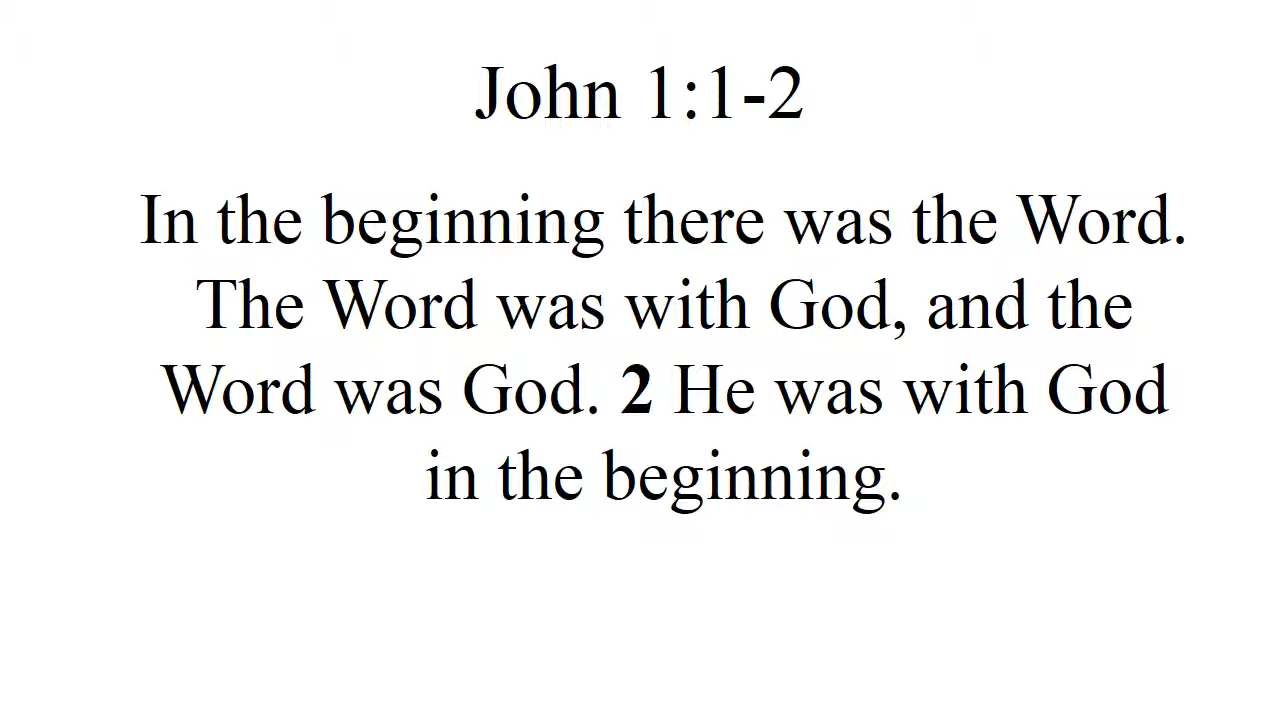 John 1:1-2
In the beginning there was the Word.
The Word was with God, and the
Word was God. 2 He was with God
in the beginning.